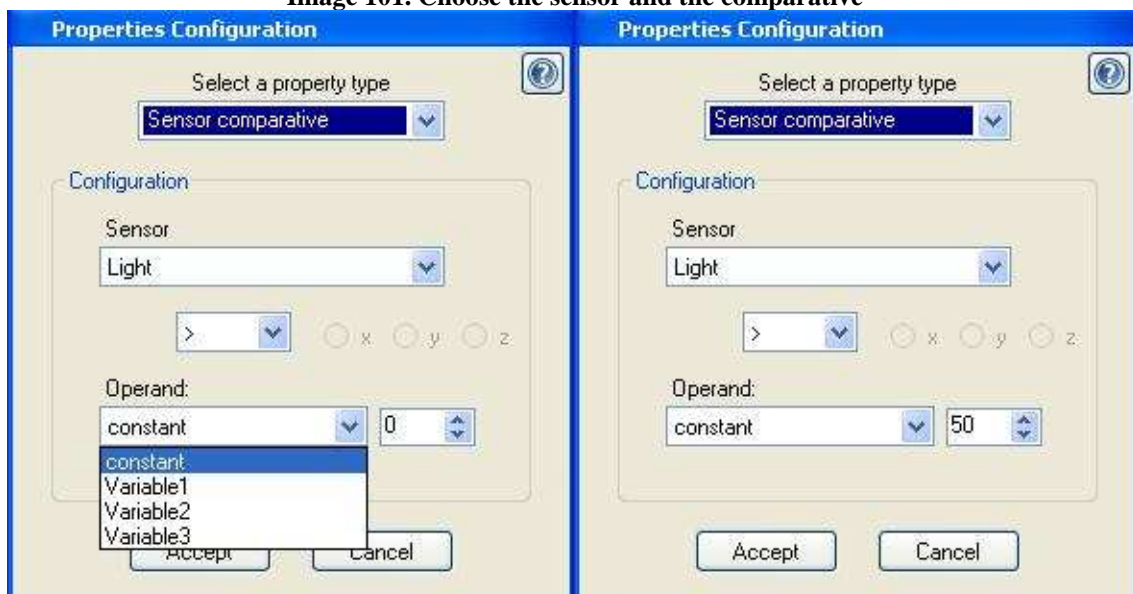 Image 101. Choose the sensor and the comparative
Properties Configuration
Select a property type
Sensor comparative
Configuration
Sensor
Light
>
x y z
Operand:
constant 0
constant
Variable1
Variable2
Variable3
Accept Cancel
Properties Configuration
Select a property type
Sensor comparative
Configuration
Sensor
Light
>
x y z
Operand:
constant 50
Accept Cancel